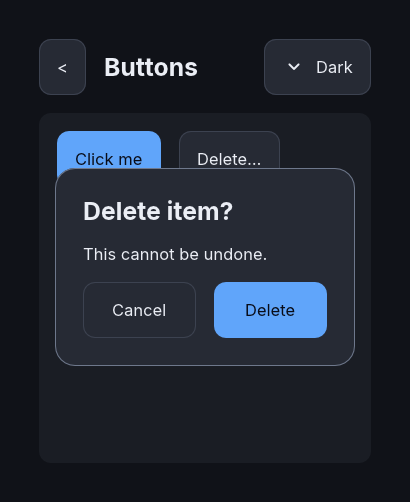 < Buttons Dark
Click me Delete...
Delete item?
This cannot be undone.
Cancel Delete